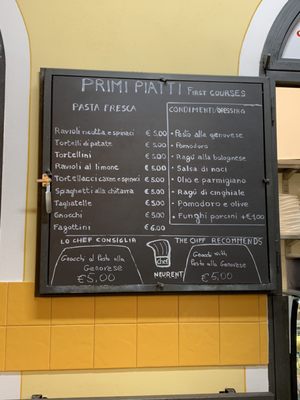 PRIMI PIATTI FIRST COURSES
PASTA FRESCA
Ravioli ricotta e spinaci € 5.00
Tortelli di patate € 5.00
Tortellini € 5.00
Ravioli al limone € 5.00
Tortellacci carne e spinaci € 5.00
Spaghetti alla chitarra € 5.00
Tagliatelle € 5.00
Gnocchi € 5.00
Fagottini € 6.00
CONDIMENTI/DRESSING
• Pesto alla genovese
• Pomodoro
• Ragù alla bolognese
• Salsa di noci
• Olio e parmigiano
• Ragù di cinghiale
• Pomodoro e olive
• Funghi porcini +€1,00
LO CHEF CONSIGLIA
Gnocchi al Pesto alla
Genovese
€5,00
chef
NEURENT
THE CHEF RECOMMENDS
Gnocchi with
Pesto alla Genovese
€5,00